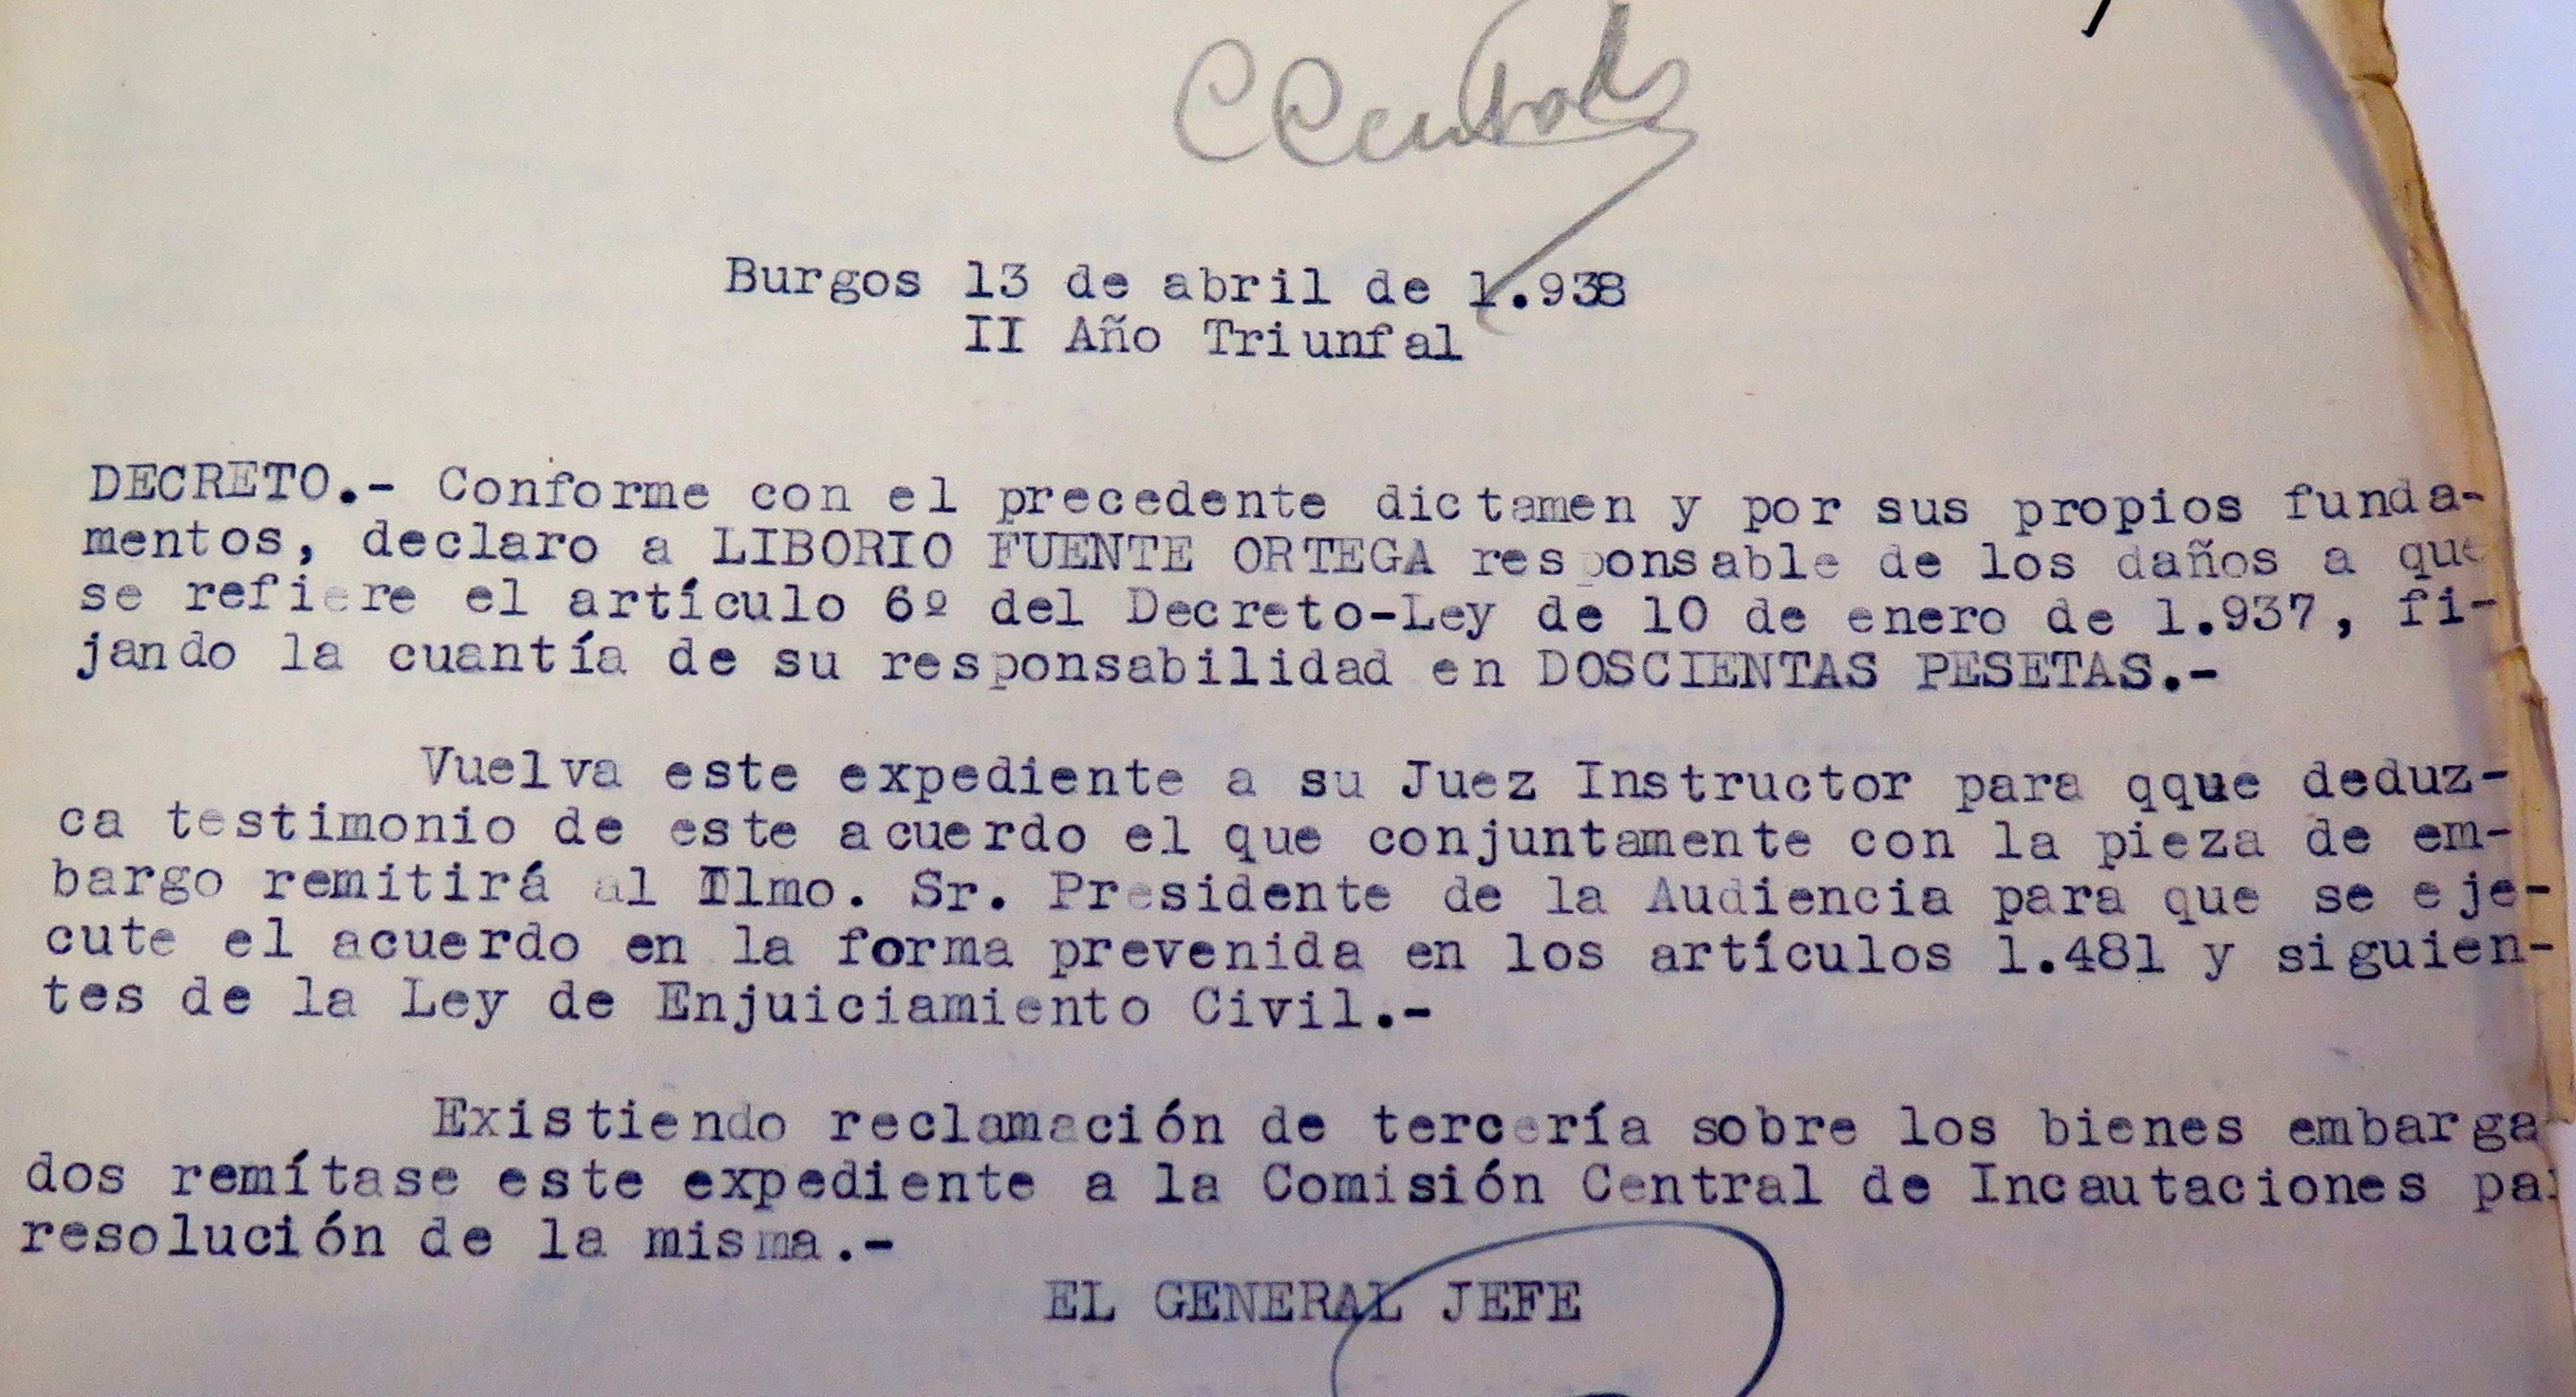 C Central
Burgos 13 de abril de 1.938
II Año Triunfal
DECRETO.- Conforme con el precedente dictamen y por sus propios funda-
mentos, declaro a LIBORIO FUENTE ORTEGA responsable de los daños a que
se refiere el artículo 6º del Decreto-Ley de 10 de enero de 1.937, fi-
jando la cuantía de su responsabilidad en DOSCIENTAS PESETAS.-
Vuelva este expediente a su Juez Instructor para qque deduz-
ca testimonio de este acuerdo el que conjuntamente con la pieza de em-
bargo remitirá al Ilmo. Sr. Presidente de la Audiencia para que se eje-
cute el acuerdo en la forma prevenida en los artículos 1.481 y siguien-
tes de la Ley de Enjuiciamiento Civil.-
Existiendo reclamación de tercería sobre los bienes embarga
dos remítase este expediente a la Comisión Central de Incautaciones pa
resolución de la misma.-
EL GENERAL JEFE